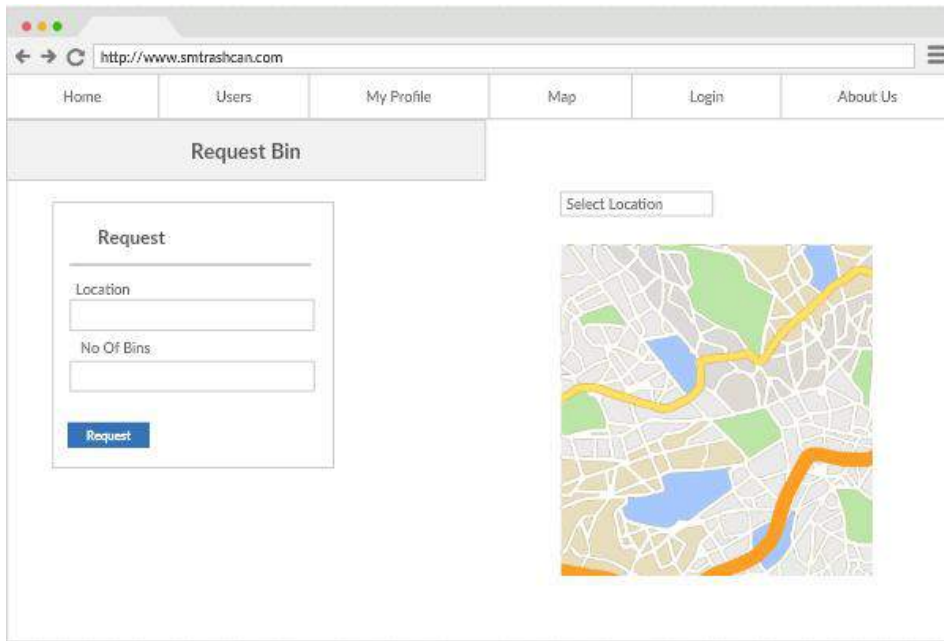 http://www.smtrashcan.com
Home Users My Profile Map Login About Us
Request Bin
Select Location
Request
Location
No Of Bins
Request